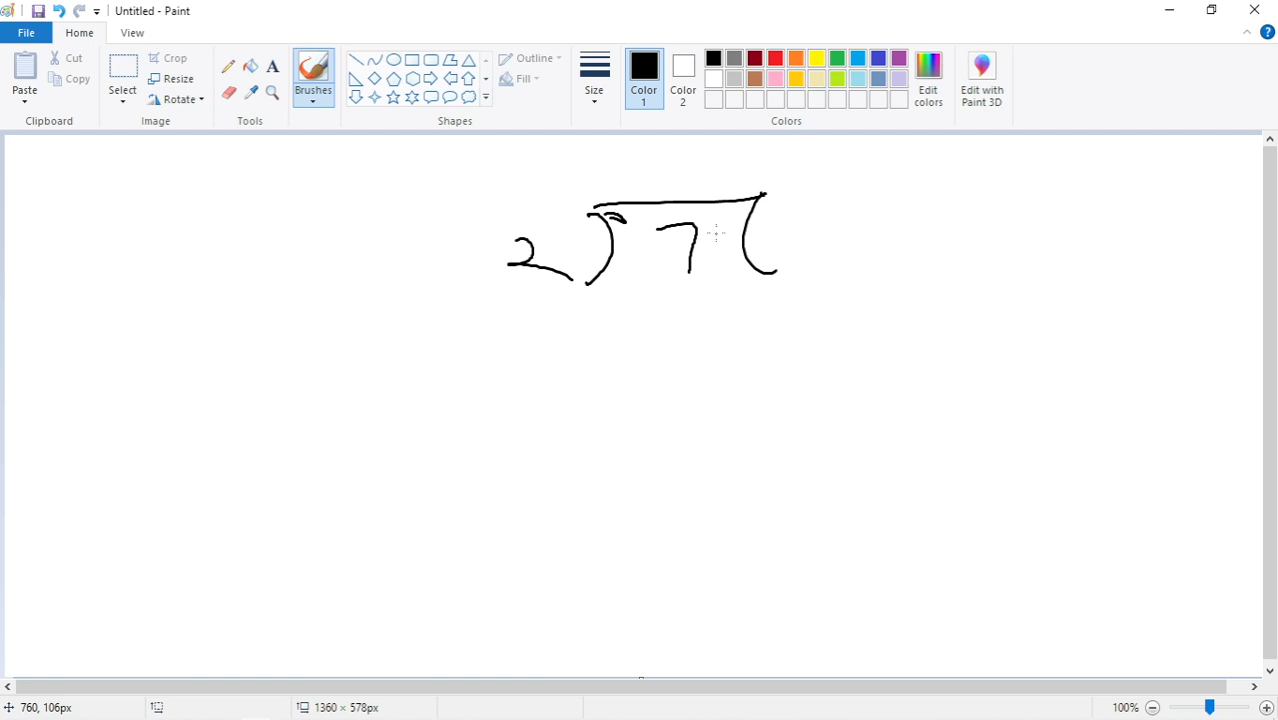 Untitled - Paint
File Home View
Paste Cut Copy Clipboard
Select Crop Resize Rotate Image
A Tools
Brushes
Outline Fill Shapes
Size
Color 1 Color 2 Edit colors Colors
Edit with Paint 3D
2 ) 7 (
760, 106px 1360 × 578px 100%